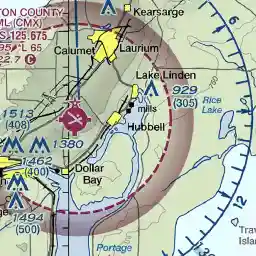 TON COUNTY
ML (CMX)
S 125.675
95 *L 65
22.7 C
Kearsarge
Calumet
Laurium
Lake Linden
929
(305)
Rice
Lake
mills
Hubbell
1513
(408)
1380
1462
(400)
Dollar
Bay
1494
(500)
Portage
Trav
Islan